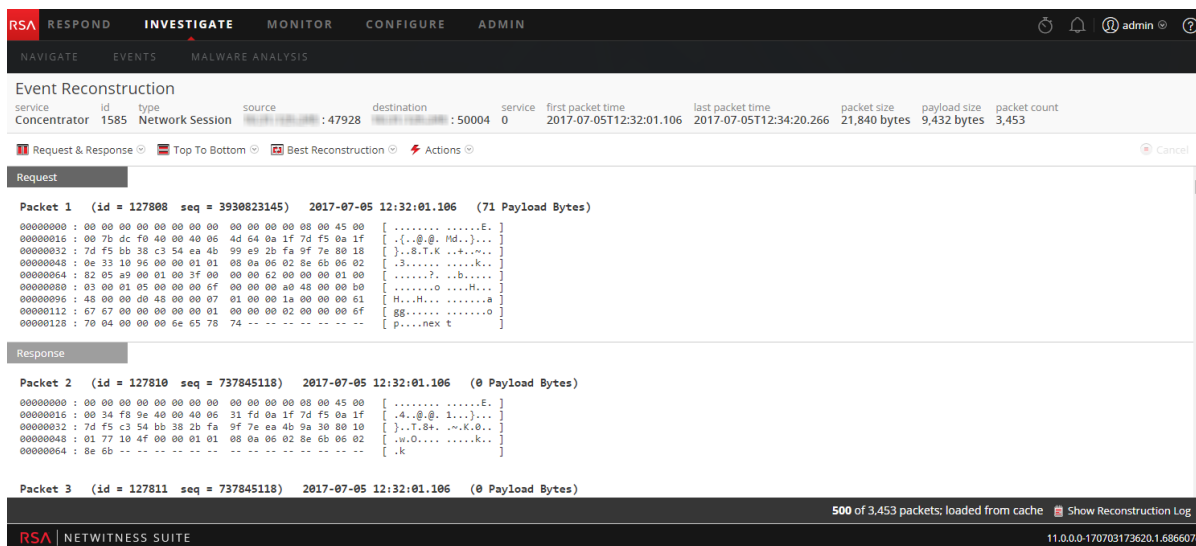 RSA RESPOND INVESTIGATE MONITOR CONFIGURE ADMIN admin
NAVIGATE EVENTS MALWARE ANALYSIS
Event Reconstruction
service id type source destination service first packet time last packet time packet size payload size packet count
Concentrator 1585 Network Session : 47928 : 50004 0 2017-07-05T12:32:01.106 2017-07-05T12:34:20.266 21,840 bytes 9,432 bytes 3,453
Request & Response Top To Bottom Best Reconstruction Actions Cancel
Request
Packet 1 (id = 127808 seq = 3930823145) 2017-07-05 12:32:01.106 (71 Payload Bytes)
00000000 : 00 00 00 00 00 00 00 00 00 00 00 00 08 00 45 00 [ ........ ......E. ]
00000016 : 00 7b dc f0 40 00 40 06 4d 64 0a 1f 7d f5 0a 1f [ .{..@.@. Md..}... ]
00000032 : 7d f5 bb 38 c3 54 ea 4b 99 e9 2b fa 9f 7e 80 18 [ }..8.T.K ..+..~.. ]
00000048 : 0e 33 10 96 00 00 01 01 08 0a 06 02 8e 6b 06 02 [ .3...... .....k.. ]
00000064 : 82 05 a9 00 01 00 3f 00 00 00 62 00 00 00 01 00 [ ......?. ..b..... ]
00000080 : 03 00 01 05 00 00 00 6f 00 00 00 a0 48 00 00 b0 [ .......o ....H... ]
00000096 : 48 00 00 d0 48 00 00 07 01 00 00 1a 00 00 00 61 [ H...H... .......a ]
00000112 : 67 67 00 00 00 00 00 01 00 00 00 02 00 00 00 6f [ gg...... .......o ]
00000128 : 70 04 00 00 00 6e 65 78 74 -- -- -- -- -- -- -- [ p....nex t ]
Response
Packet 2 (id = 127810 seq = 737845118) 2017-07-05 12:32:01.106 (0 Payload Bytes)
00000000 : 00 00 00 00 00 00 00 00 00 00 00 00 08 00 45 00 [ ........ ......E. ]
00000016 : 00 34 f8 9e 40 00 40 06 31 fd 0a 1f 7d f5 0a 1f [ .4..@.@. 1...}... ]
00000032 : 7d f5 c3 54 bb 38 2b fa 9f 7e ea 4b 9a 30 80 10 [ }..T.8+. .~.K.0.. ]
00000048 : 01 77 10 4f 00 00 01 01 08 0a 06 02 8e 6b 06 02 [ .w.O.... .....k.. ]
00000064 : 8e 6b -- -- -- -- -- -- -- -- -- -- -- -- -- -- [ .k ]
Packet 3 (id = 127811 seq = 737845118) 2017-07-05 12:32:01.106 (0 Payload Bytes)
500 of 3,453 packets; loaded from cache Show Reconstruction Log
RSA NETWITNESS SUITE 11.0.0.0-170703173620.1.686607